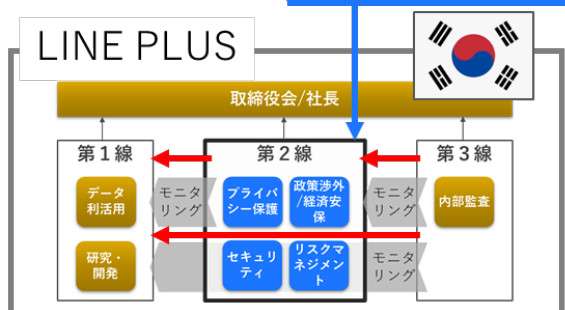 LINE PLUS
取締役会/社長
第1線
第2線
第3線
データ
利活用
モニタ
リング
プライバ
シー保護
政策渉外
/経済安
保
モニタ
リング
内部監査
研究・
開発
セキュリ
ティ
リスクマ
ネジメン
ト
モニタ
リング